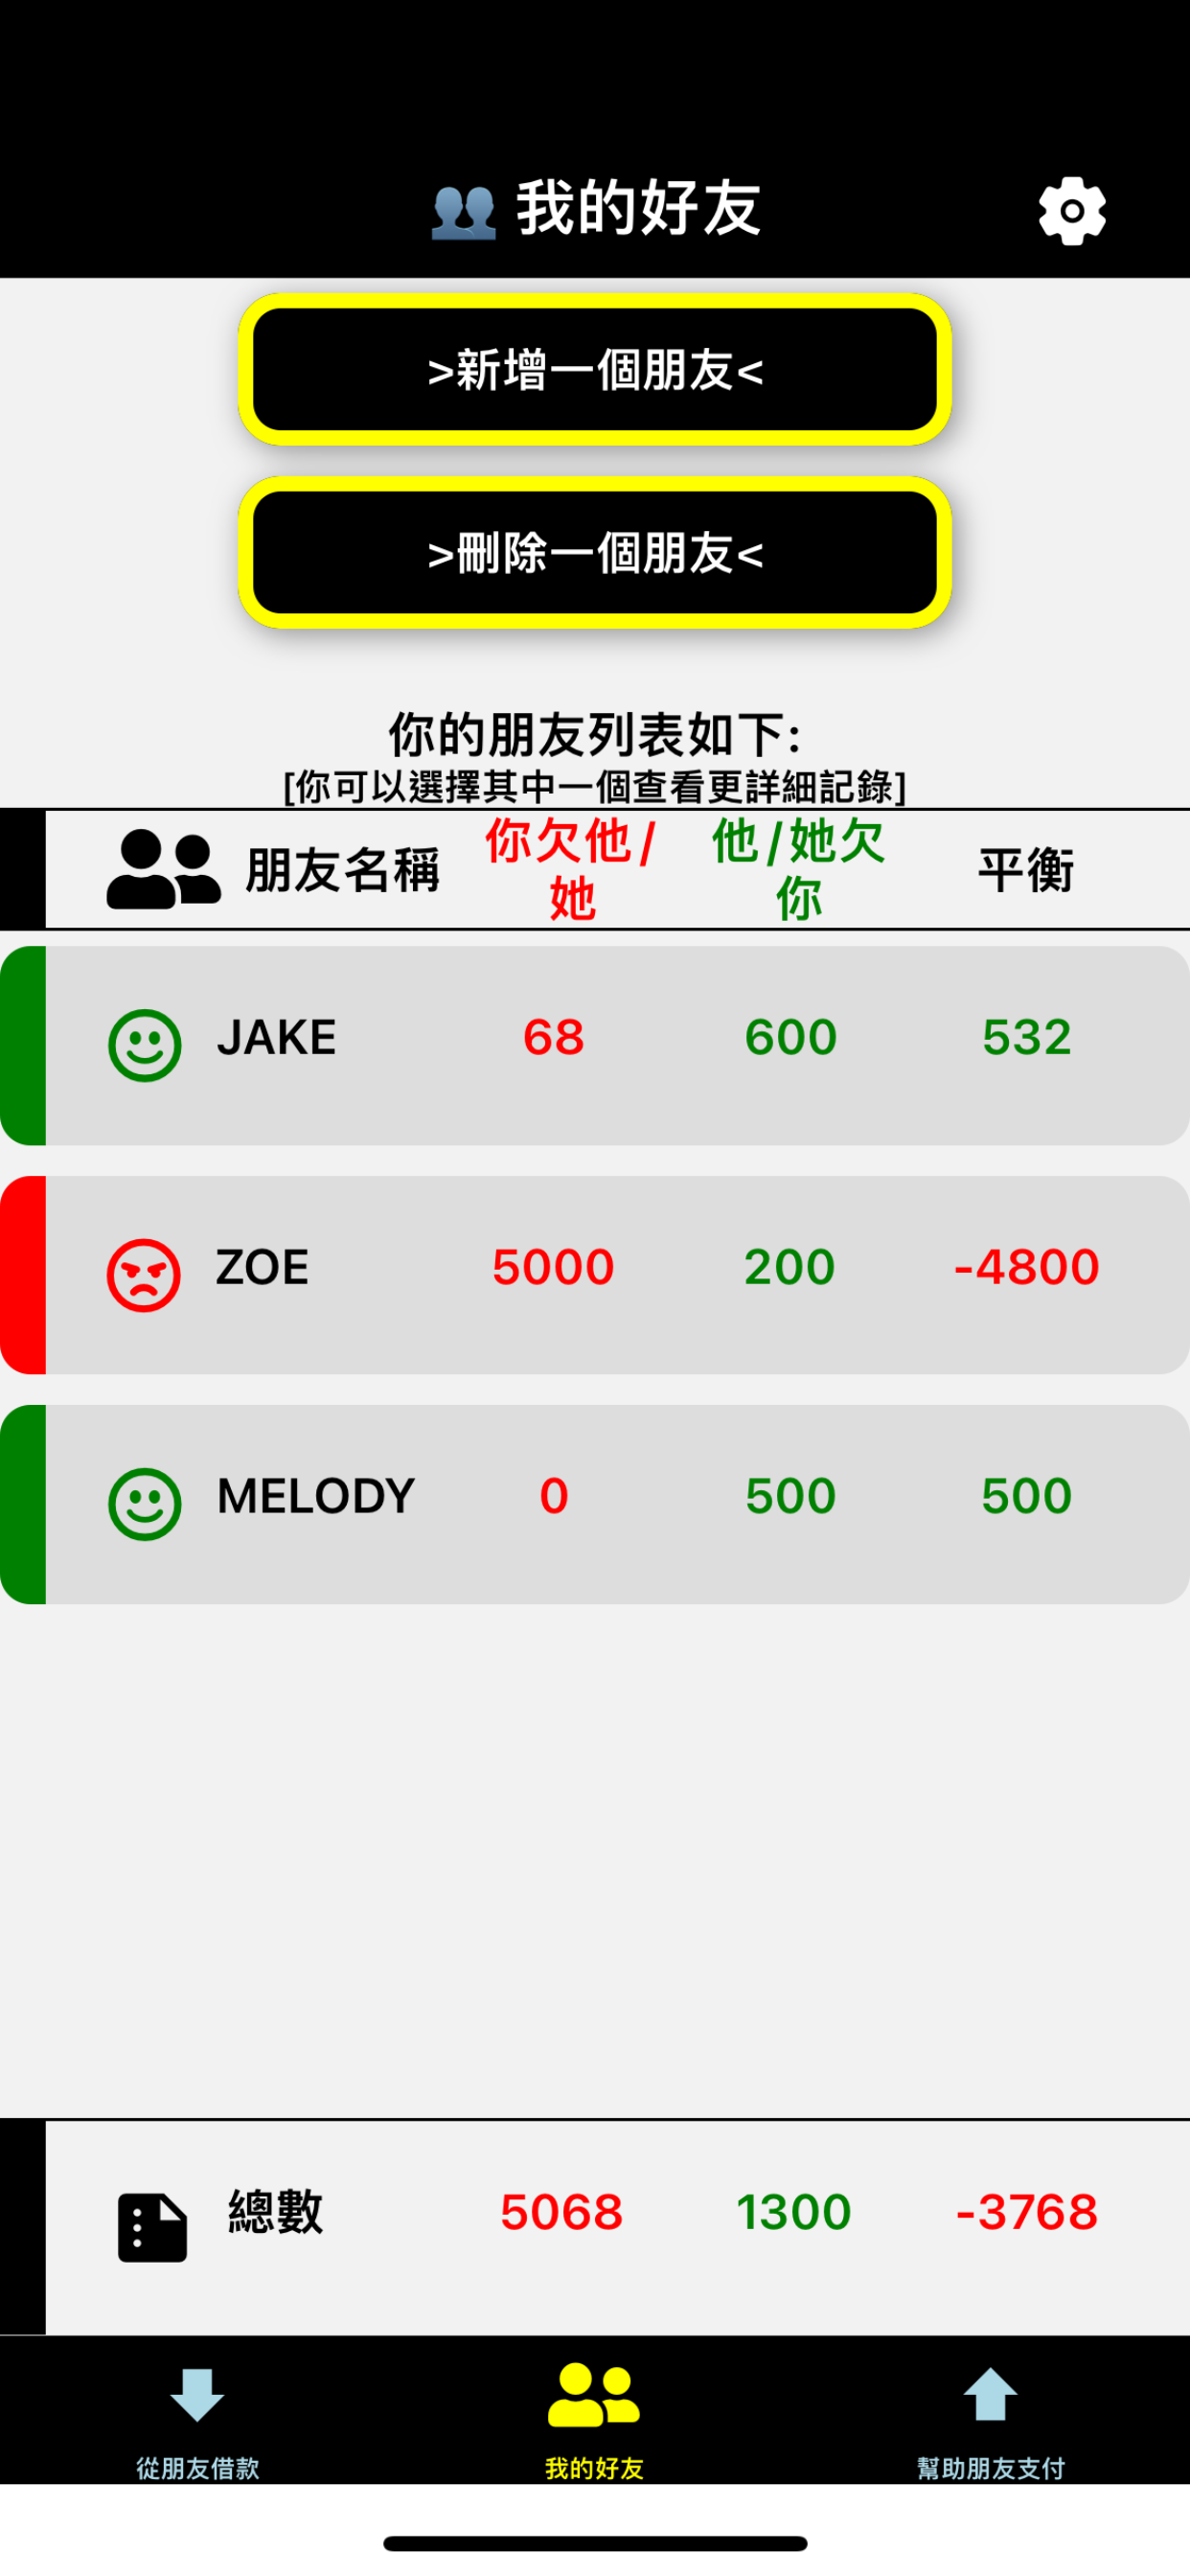 我的好友
>新增一個朋友<
>刪除一個朋友<
你的朋友列表如下:
[你可以選擇其中一個查看更詳細記錄]
朋友名稱 你欠他/她 他/她欠你 平衡
JAKE 68 600 532
ZOE 5000 200 -4800
MELODY 0 500 500
總數 5068 1300 -3768
從朋友借款 我的好友 幫助朋友支付